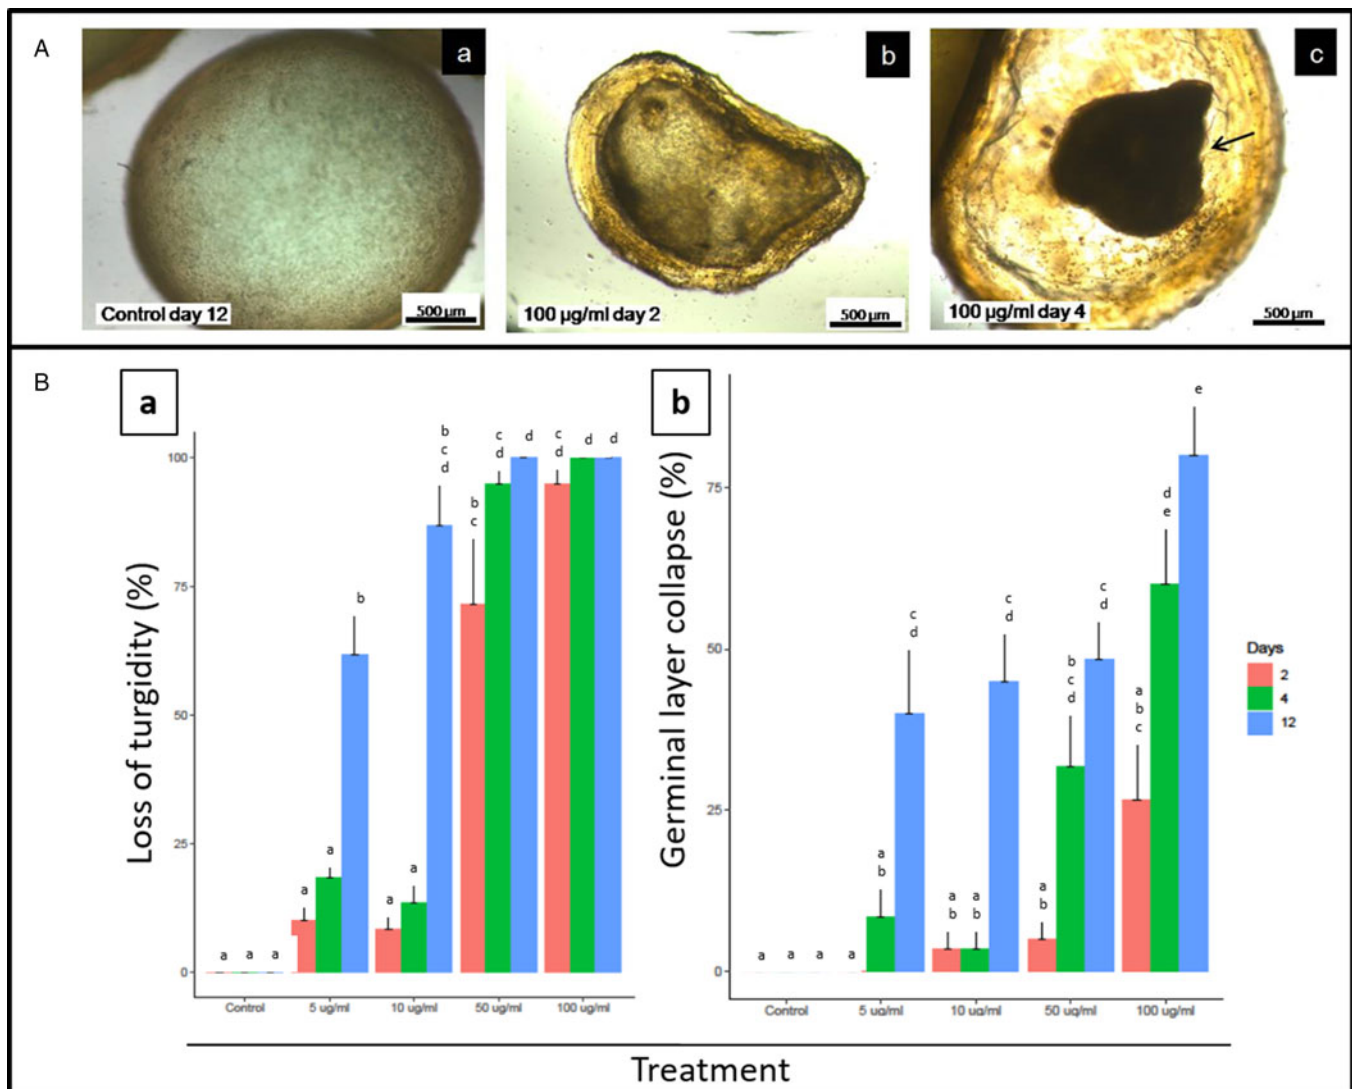 A
a
b
c
Control day 12
500 µm
100 µg/ml day 2
500 µm
100 µg/ml day 4
500 µm
B
a
Loss of turgidity (%)
100
75
50
25
0
a a a
a a b
a a b
c
d
b
c
c
d
d
c
d
d d
Control 5 ug/ml 10 ug/ml 50 ug/ml 100 ug/ml
b
Germinal layer collapse (%)
75
50
25
0
a a a
a
a
b
c
d
a
b
a
b
c
d
a
b
b
c
d
c
d
a
b
c
d
e
e
Control 5 ug/ml 10 ug/ml 50 ug/ml 100 ug/ml
Days
2
4
12
Treatment